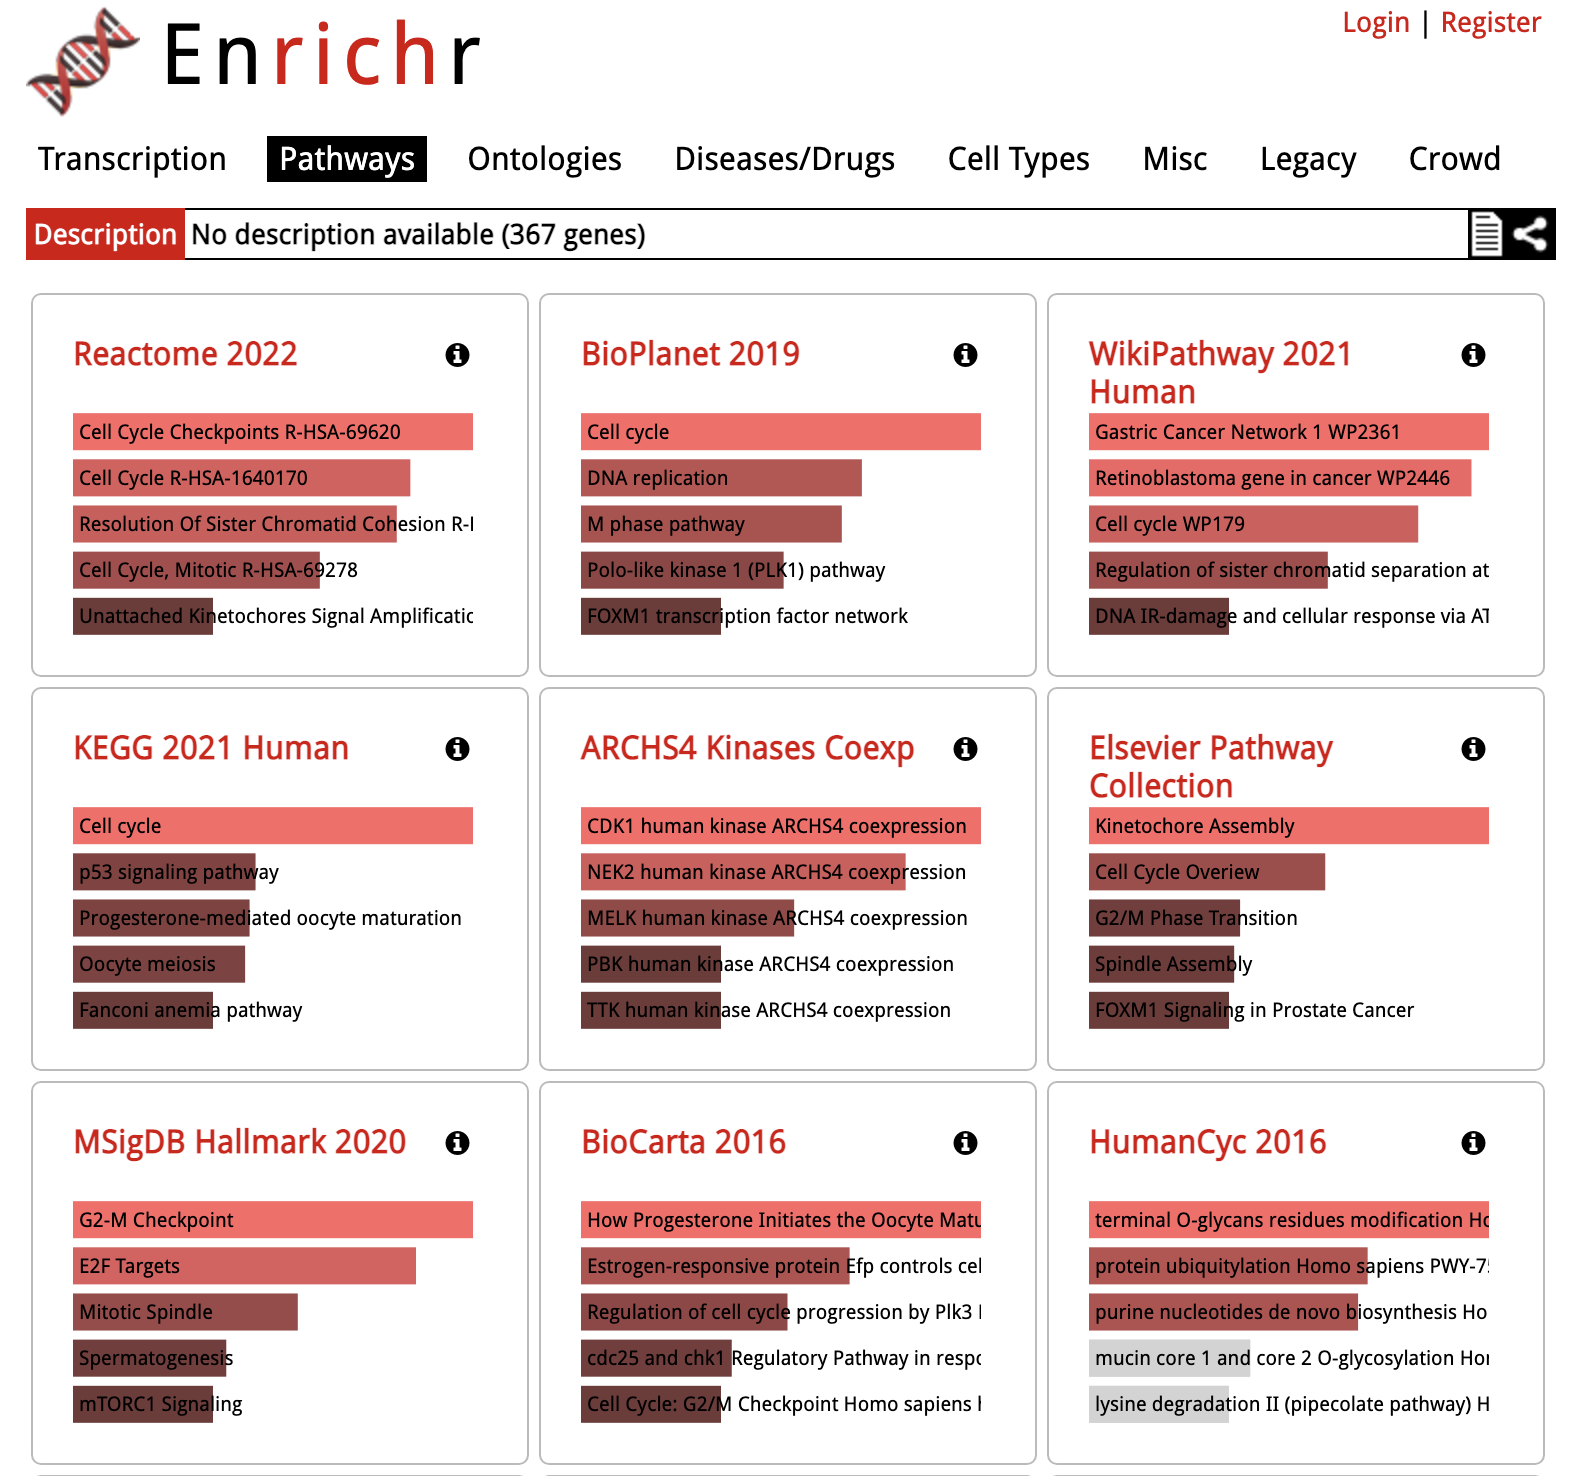 Enrichr
Login | Register
Transcription Pathways Ontologies Diseases/Drugs Cell Types Misc Legacy Crowd
Description No description available (367 genes)
Reactome 2022
Cell Cycle Checkpoints R-HSA-69620
Cell Cycle R-HSA-1640170
Resolution Of Sister Chromatid Cohesion
Cell Cycle, Mitotic R-HSA-69278
Unattached Kinetochores Signal
BioPlanet 2019
Cell cycle
DNA replication
M phase pathway
Polo-like kinase 1 (PLK1) pathway
FOXM1 transcription factor network
WikiPathway 2021
Human
Gastric Cancer Network 1 WP2361
Retinoblastoma gene in cancer WP2446
Cell cycle WP179
Regulation of sister chromatid separation at
DNA IR-damage and cellular response via
KEGG 2021 Human
Cell cycle
p53 signaling pathway
Progesterone-mediated oocyte maturation
Oocyte meiosis
Fanconi anemia pathway
ARCHS4 Kinases Coexp
CDK1 human kinase ARCHS4 coexpression
NEK2 human kinase ARCHS4 coexpression
MELK human kinase ARCHS4 coexpression
PBK human kinase ARCHS4 coexpression
TTK human kinase ARCHS4 coexpression
Elsevier Pathway
Collection
Kinetochore Assembly
Cell Cycle Overiew
G2/M Phase Transition
Spindle Assembly
FOXM1 Signaling in Prostate Cancer
MSigDB Hallmark 2020
G2-M Checkpoint
E2F Targets
Mitotic Spindle
Spermatogenesis
mTORC1 Signaling
BioCarta 2016
How Progesterone Initiates the Oocyte
Estrogen-responsive protein Efp controls
Regulation of cell cycle progression by Plk3
cdc25 and chk1 Regulatory Pathway in
Cell Cycle: G2/M Checkpoint Homo sapiens
HumanCyc 2016
terminal O-glycans residues modification
protein ubiquitylation Homo sapiens
purine nucleotides de novo biosynthesis Ho
mucin core 1 and core 2 O-glycosylation
lysine degradation II (pipecolate pathway) H